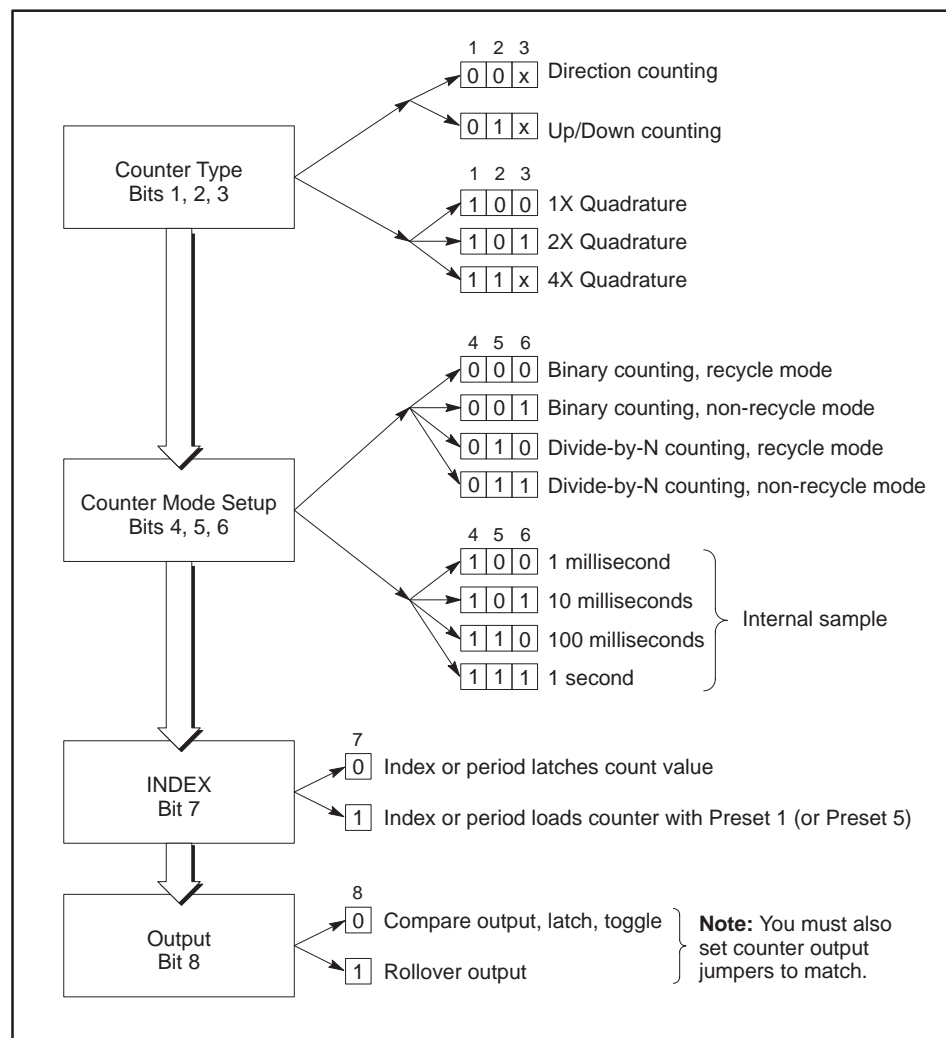 1 2 3
0 0 x Direction counting
0 1 x Up/Down counting
Counter Type
Bits 1, 2, 3
1 2 3
1 0 0 1X Quadrature
1 0 1 2X Quadrature
1 1 x 4X Quadrature
4 5 6
0 0 0 Binary counting, recycle mode
0 0 1 Binary counting, non-recycle mode
0 1 0 Divide-by-N counting, recycle mode
0 1 1 Divide-by-N counting, non-recycle mode
Counter Mode Setup
Bits 4, 5, 6
4 5 6
1 0 0 1 millisecond
1 0 1 10 milliseconds
1 1 0 100 milliseconds
1 1 1 1 second
Internal sample
INDEX
Bit 7
7
0 Index or period latches count value
1 Index or period loads counter with Preset 1 (or Preset 5)
Output
Bit 8
8
0 Compare output, latch, toggle
1 Rollover output
Note: You must also
set counter output
jumpers to match.